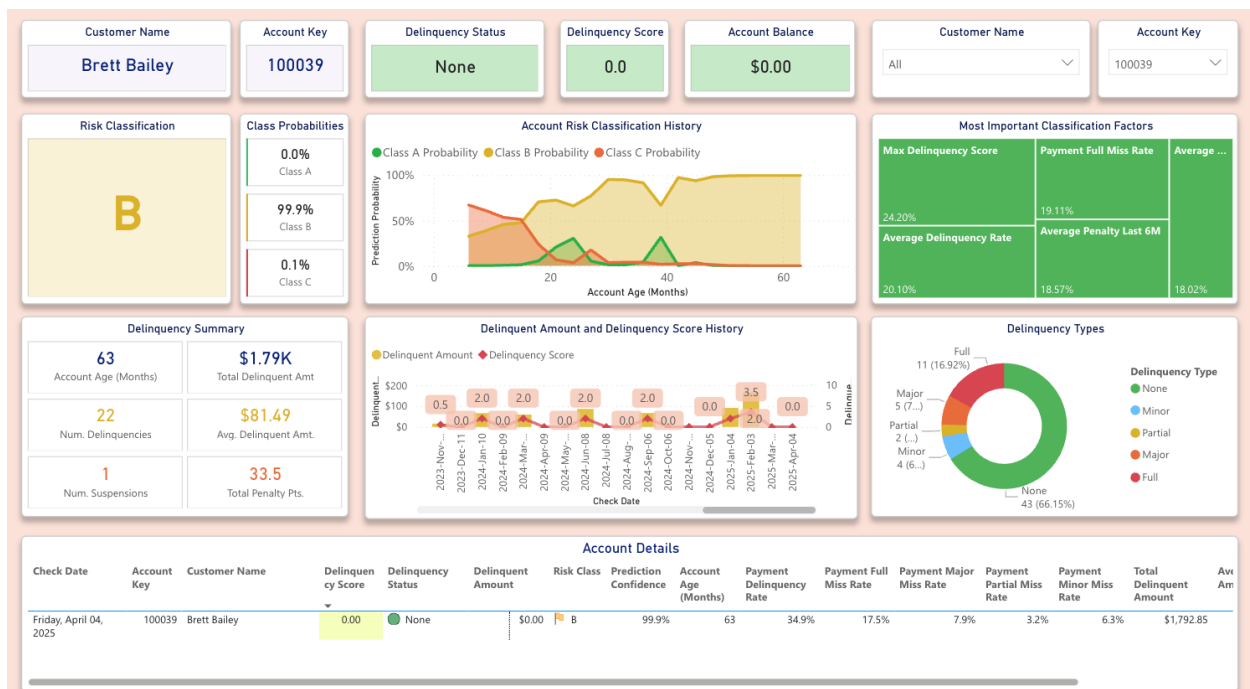 Customer Name
Brett Bailey
Account Key
100039
Delinquency Status
None
Delinquency Score
0.0
Account Balance
$0.00
Customer Name
All
Account Key
100039
Risk Classification
B
Class Probabilities
0.0%
Class A
99.9%
Class B
0.1%
Class C
Account Risk Classification History
Class A Probability Class B Probability Class C Probability
Prediction Probability
100%
50%
0%
0 20 40 60
Account Age (Months)
Most Important Classification Factors
Max Delinquency Score
24.20%
Average Delinquency Rate
20.10%
Payment Full Miss Rate
19.11%
Average Penalty Last 6M
18.57%
Average ...
18.02%
Delinquency Summary
63
Account Age (Months)
$1.79K
Total Delinquent Amt
22
Num. Delinquencies
$81.49
Avg. Delinquent Amt.
1
Num. Suspensions
33.5
Total Penalty Pts.
Delinquent Amount and Delinquency Score History
Delinquent Amount Delinquency Score
Delinquent...
$200
$100
$0
0.5 0.0 2.0 0.0 2.0 0.0 2.0 0.0 2.0 0.0 0.0 3.5 2.0 0.0
10
5
0
2023-Nov-...
2023-Dec-11
2024-Jan-10
2024-Feb-09
2024-Mar-...
2024-Apr-09
2024-May-...
2024-Jun-08
2024-Jul-08
2024-Aug-...
2024-Sep-06
2024-Oct-06
2024-Nov-...
2024-Dec-05
2025-Jan-04
2025-Feb-03
2025-Mar-...
2025-Apr-04
Check Date
Delinquency Types
Full
11 (16.92%)
Major
5 (7...)
Partial
2 (...)
Minor
4 (6...)
None
43 (66.15%)
Delinquency Type
None
Minor
Partial
Major
Full
Account Details
Check Date
Account Key
Customer Name
Delinquen
cy Score
Delinquency
Status
Delinquent
Amount
Risk Class
Prediction
Confidence
Account
Age
(Months)
Payment
Delinquency
Rate
Payment Full
Miss Rate
Payment Major
Miss Rate
Payment
Partial Miss
Rate
Payment
Minor Miss
Rate
Total
Delinquent
Amount
Friday, April 04,
2025
100039 Brett Bailey 0.00 None $0.00 B 99.9% 63 34.9% 17.5% 7.9% 3.2% 6.3% $1,792.85